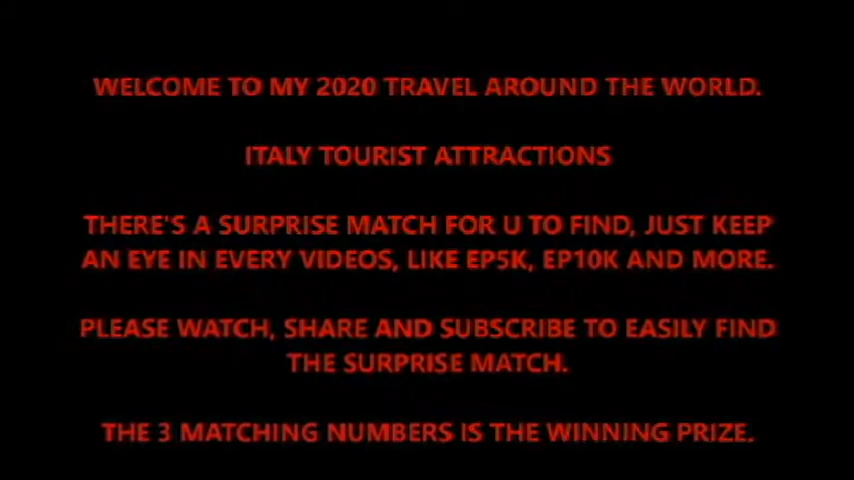 WELCOME TO MY 2020 TRAVEL AROUND THE WORLD.
ITALY TOURIST ATTRACTIONS
THERE'S A SURPRISE MATCH FOR U TO FIND, JUST KEEP
AN EYE IN EVERY VIDEOS, LIKE EP5K, EP10K AND MORE.
PLEASE WATCH, SHARE AND SUBSCRIBE TO EASILY FIND
THE SURPRISE MATCH.
THE 3 MATCHING NUMBERS IS THE WINNING PRIZE.